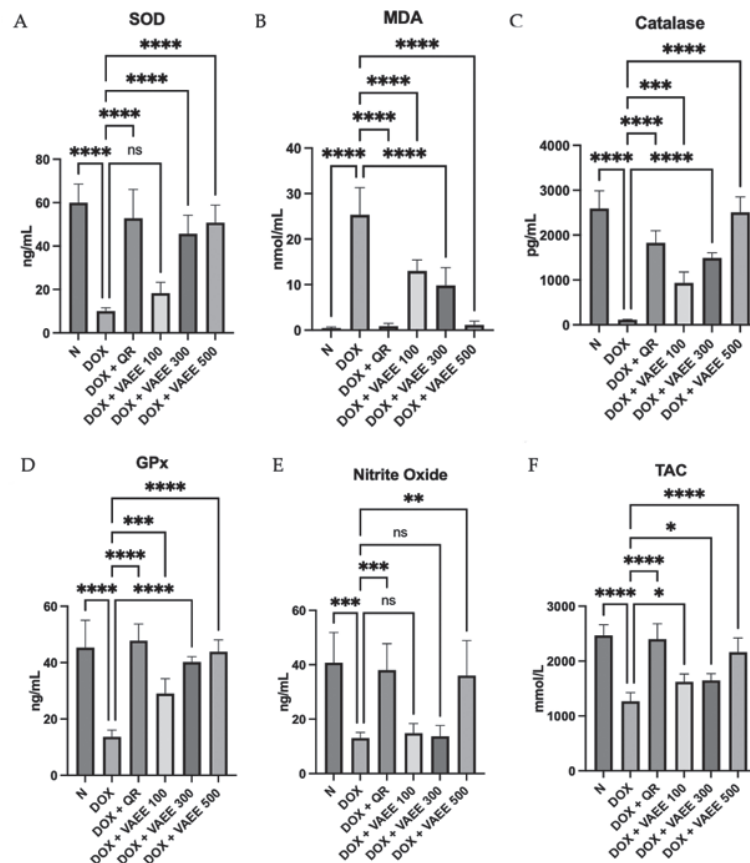 A
SOD
****
****
****
****
ns
60
40
20
0
ng/mL
N
DOX
DOX + QR
DOX + VAEE 100
DOX + VAEE 300
DOX + VAEE 500
B
MDA
****
****
****
****
****
40
30
20
10
0
nmol/mL
N
DOX
DOX + QR
DOX + VAEE 100
DOX + VAEE 300
DOX + VAEE 500
C
Catalase
****
***
****
****
****
4000
3000
2000
1000
0
pg/mL
N
DOX
DOX + QR
DOX + VAEE 100
DOX + VAEE 300
DOX + VAEE 500
D
GPx
****
***
****
****
****
60
40
20
0
ng/mL
N
DOX
DOX + QR
DOX + VAEE 100
DOX + VAEE 300
DOX + VAEE 500
E
Nitrite Oxide
**
ns
***
***
ns
60
40
20
0
ng/mL
N
DOX
DOX + QR
DOX + VAEE 100
DOX + VAEE 300
DOX + VAEE 500
F
TAC
****
*
****
****
*
3000
2000
1000
0
mmol/L
N
DOX
DOX + QR
DOX + VAEE 100
DOX + VAEE 300
DOX + VAEE 500